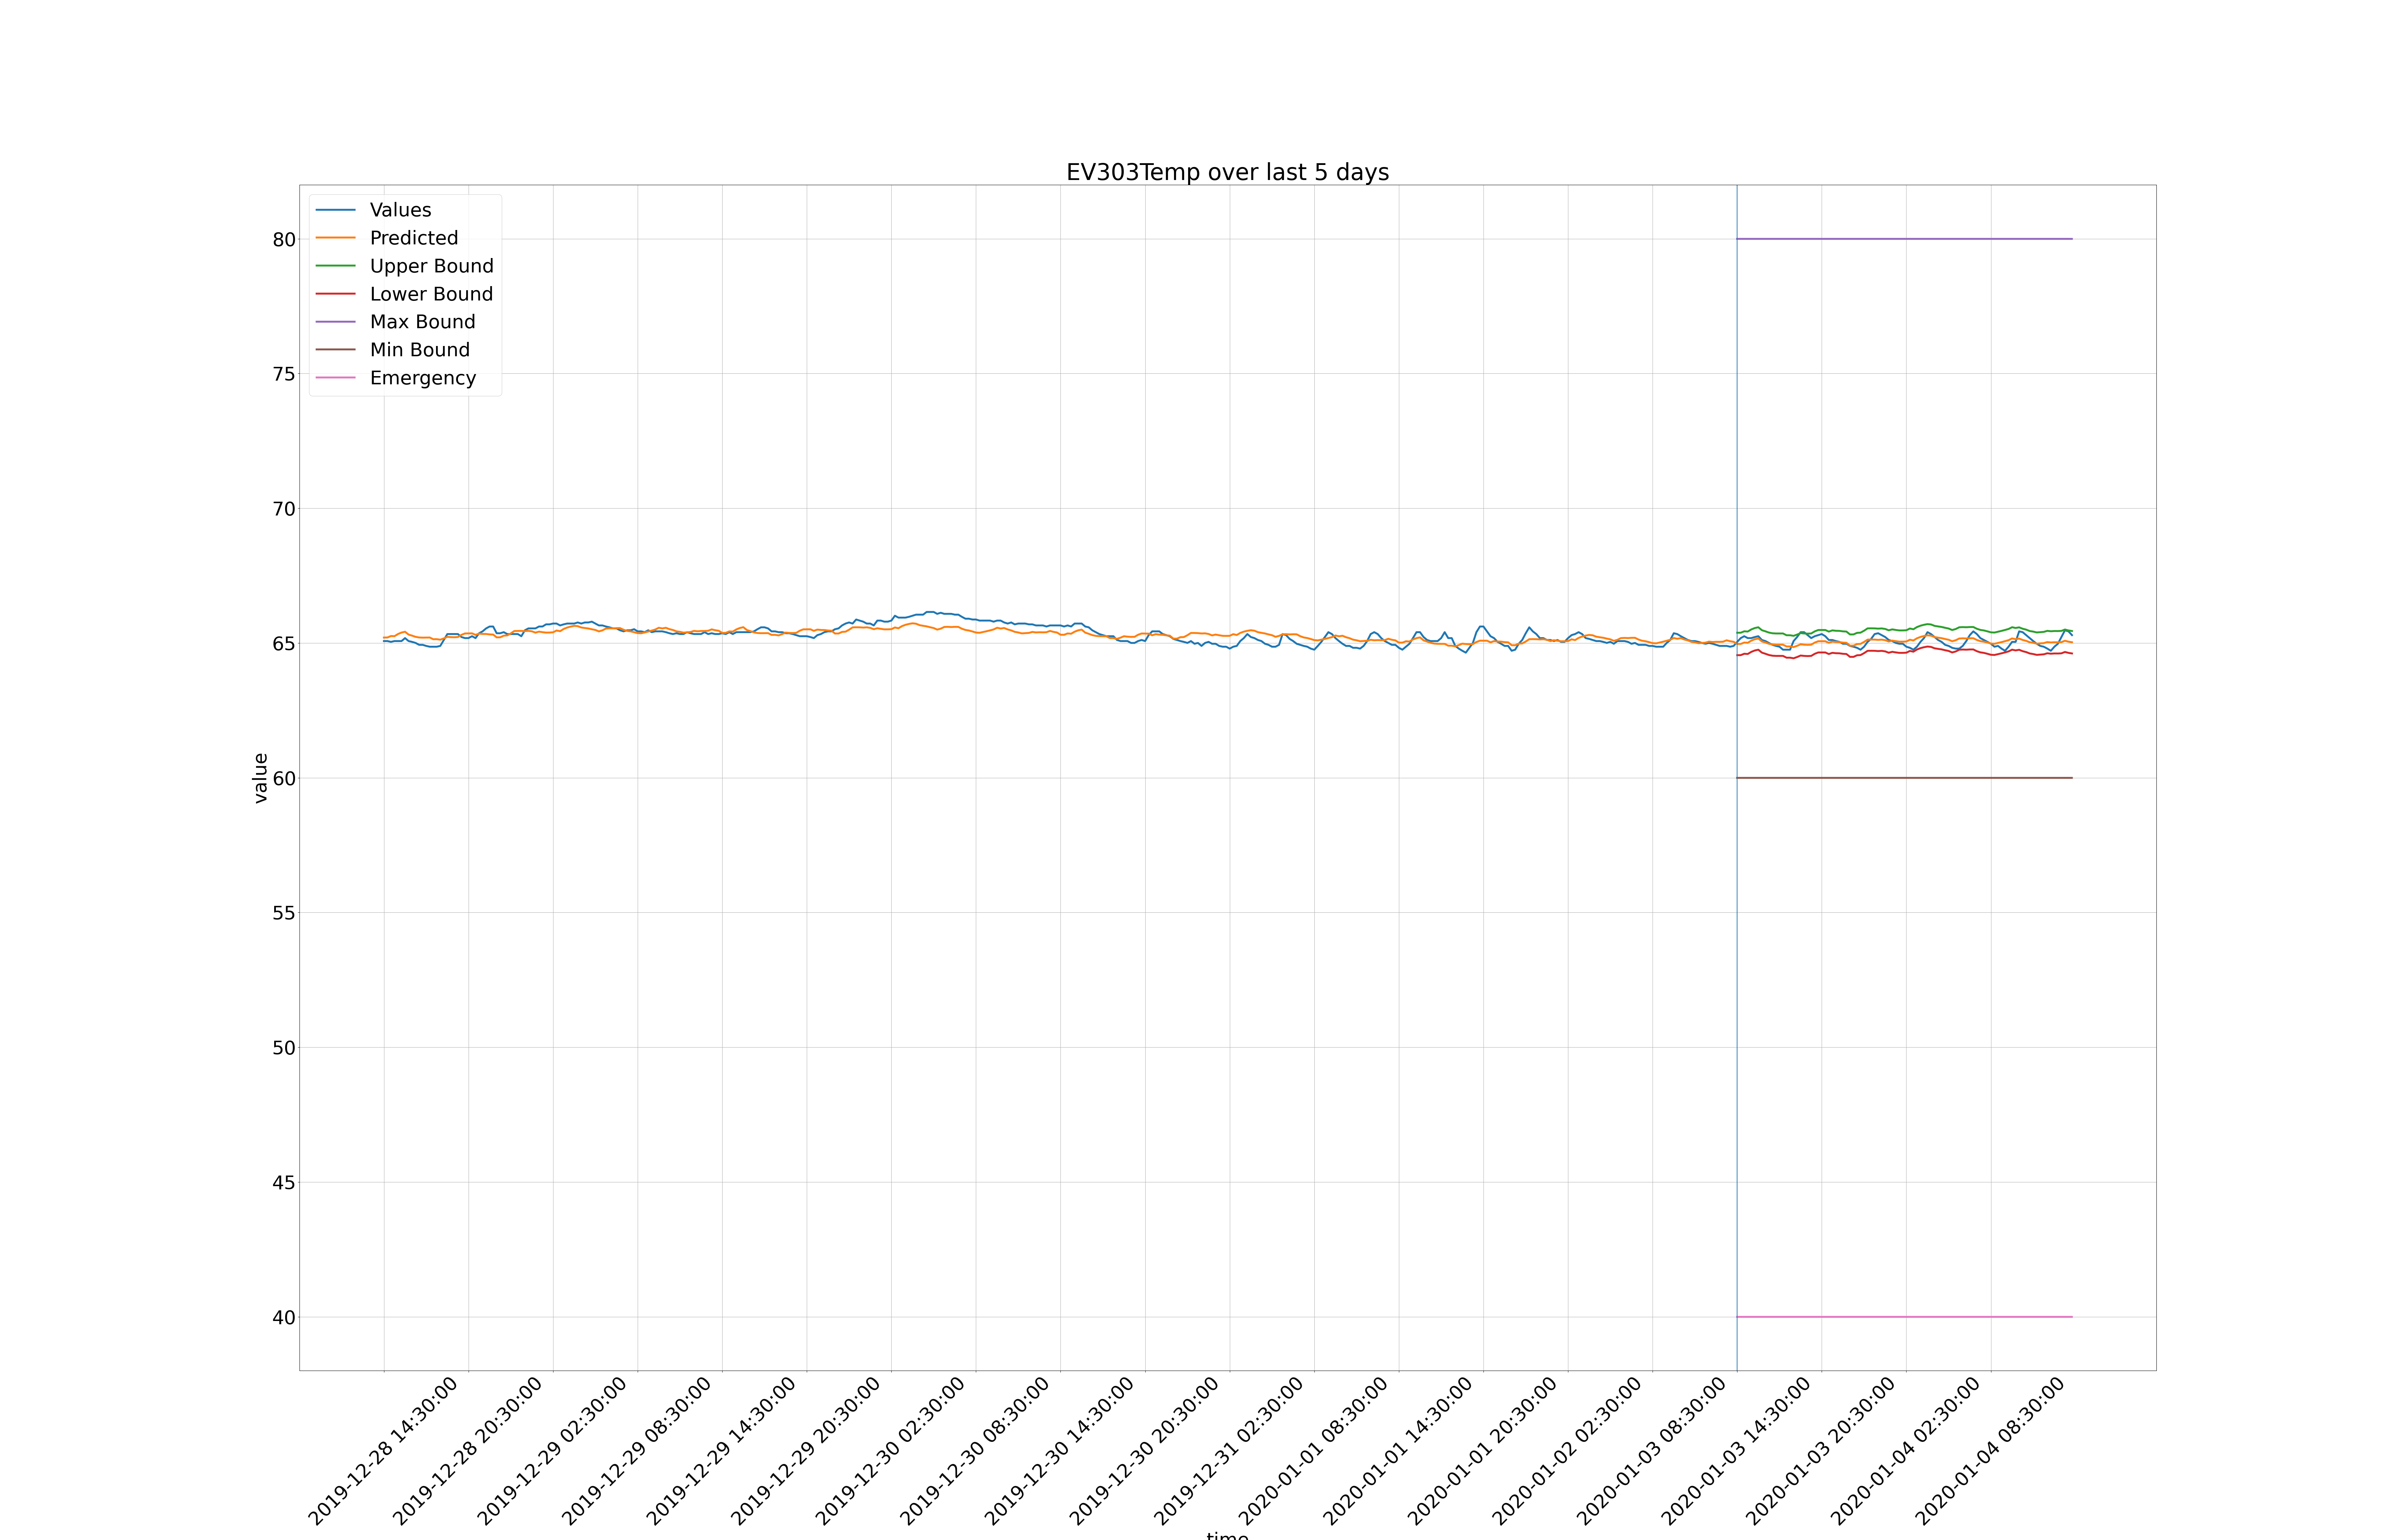 EV303Temp over last 5 days
Values
Predicted
Upper Bound
Lower Bound
Max Bound
Min Bound
Emergency
80
75
70
65
60
55
50
45
40
value
2019-12-28 14:30:00
2019-12-28 20:30:00
2019-12-29 02:30:00
2019-12-29 08:30:00
2019-12-29 14:30:00
2019-12-29 20:30:00
2019-12-30 02:30:00
2019-12-30 08:30:00
2019-12-30 14:30:00
2019-12-30 20:30:00
2019-12-31 02:30:00
2020-01-01 08:30:00
2020-01-01 14:30:00
2020-01-01 20:30:00
2020-01-02 02:30:00
2020-01-03 08:30:00
2020-01-03 14:30:00
2020-01-03 20:30:00
2020-01-04 02:30:00
2020-01-04 08:30:00
time